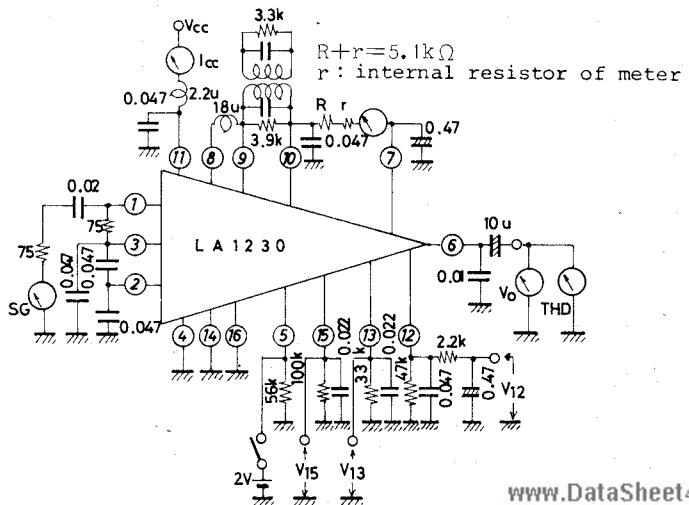 3.3k
Vcc
R+r=5.1kΩ
r: internal resistor of meter
Icc
2.2u
0.047
18u
R r
3.9k
0.047
0.47
11 8 9 10 7
0.02
1
75
3
75
LA1230
6
10u
0.047
0.047
2
0.01
SG
0.047
Vo
THD
4 14 16 5 15 13 12
0.022
0.022
56k
100k
33k
47k
2.2k
0.047
0.47
V12
2V
V15
V13
www.DataSheet4